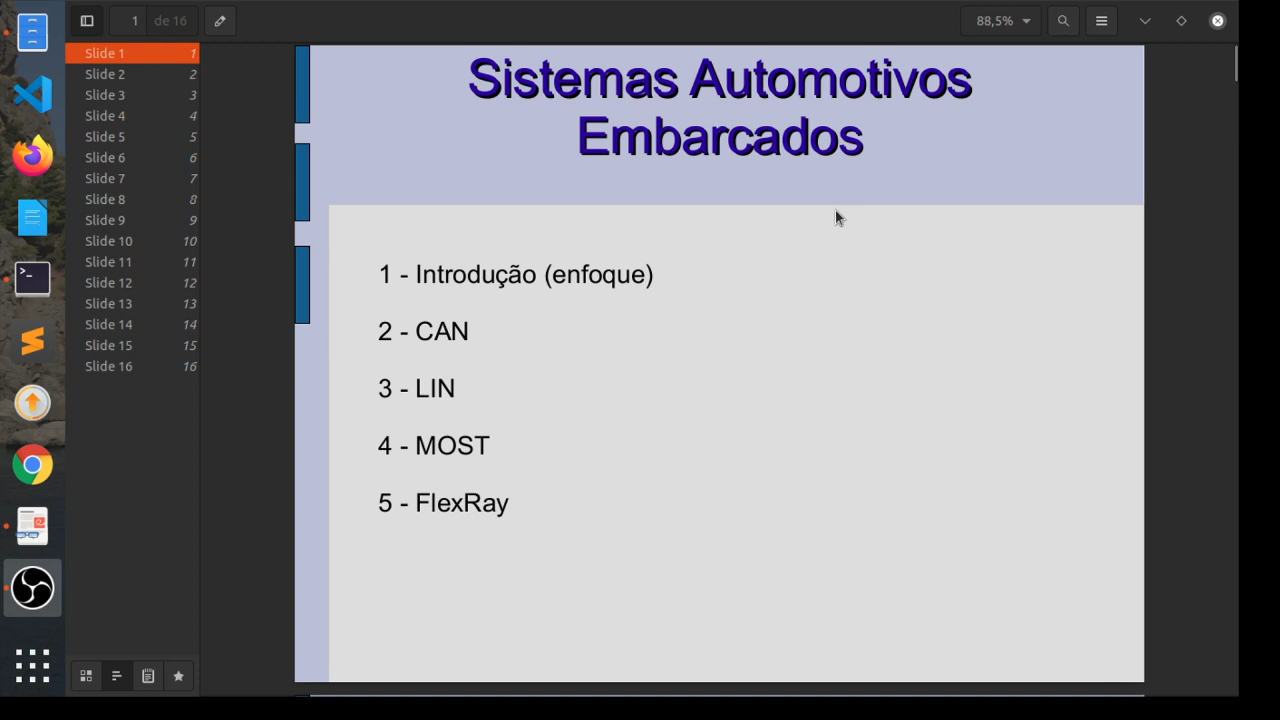 1 de 16
88,5%
Slide 1 1
Slide 2 2
Slide 3 3
Slide 4 4
Slide 5 5
Slide 6 6
Slide 7 7
Slide 8 8
Slide 9 9
Slide 10 10
Slide 11 11
Slide 12 12
Slide 13 13
Slide 14 14
Slide 15 15
Slide 16 16
Sistemas Automotivos
Embarcados
1 - Introdução (enfoque)
2 - CAN
3 - LIN
4 - MOST
5 - FlexRay